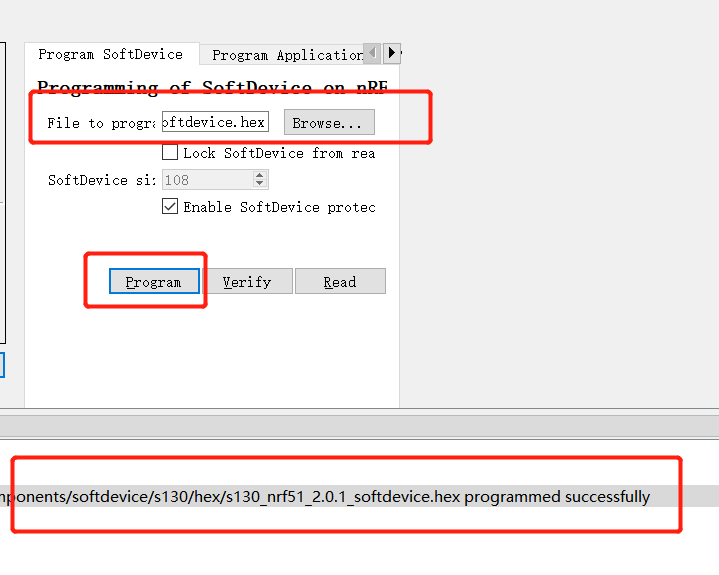 Program SoftDevice Program Application
Programming of SoftDevice on nRF
File to progra oftdevice.hex Browse...
Lock SoftDevice from rea
SoftDevice si: 108
Enable SoftDevice protec
Program Verify Read
mponents/softdevice/s130/hex/s130_nrf51_2.0.1_softdevice.hex programmed successfully